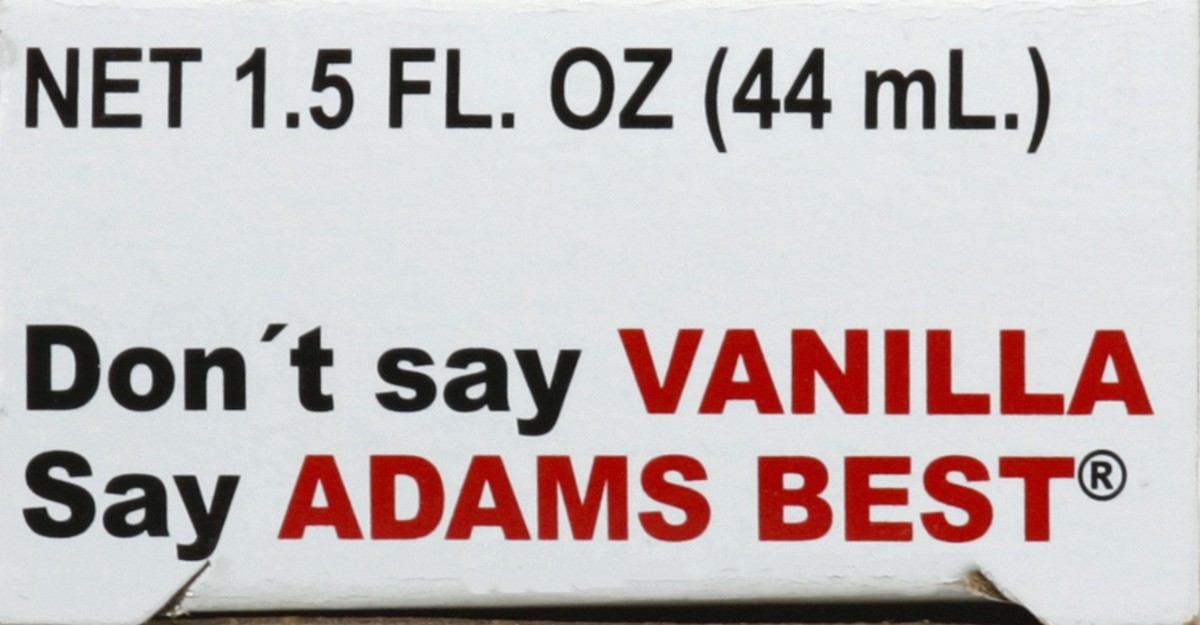 NET 1.5 FL. OZ (44 mL.)
Don´t say VANILLA
Say ADAMS BEST®